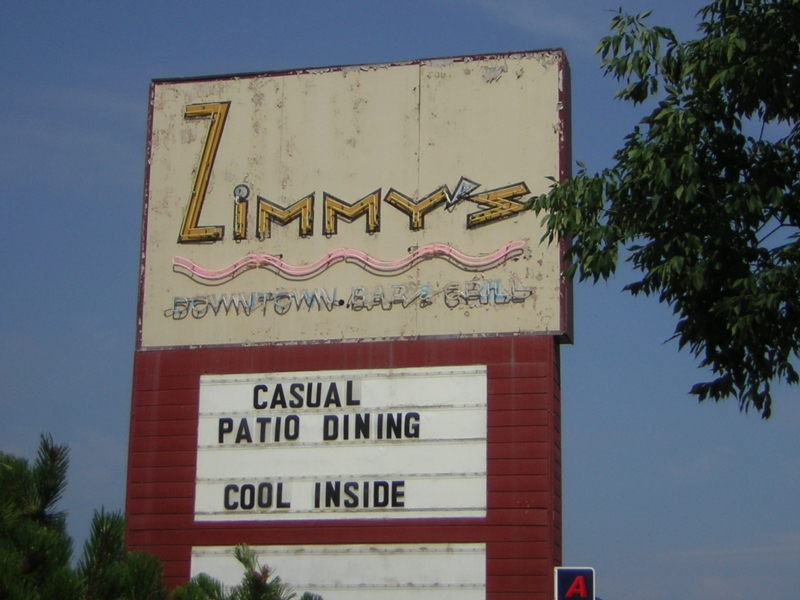 Zimmy's
DOWNTOWN BAR & GRILL
CASUAL
PATIO DINING
COOL INSIDE
A